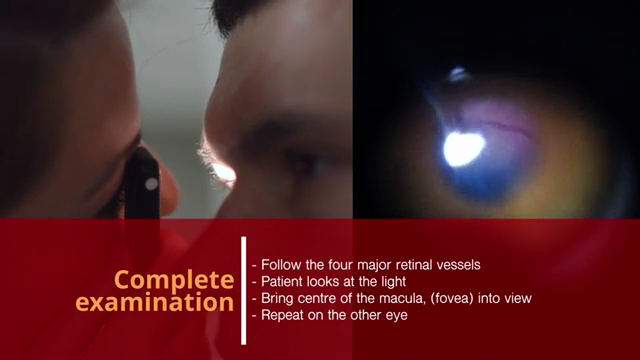 Complete
examination
- Follow the four major retinal vessels
- Patient looks at the light
- Bring centre of the macula, (fovea) into view
- Repeat on the other eye